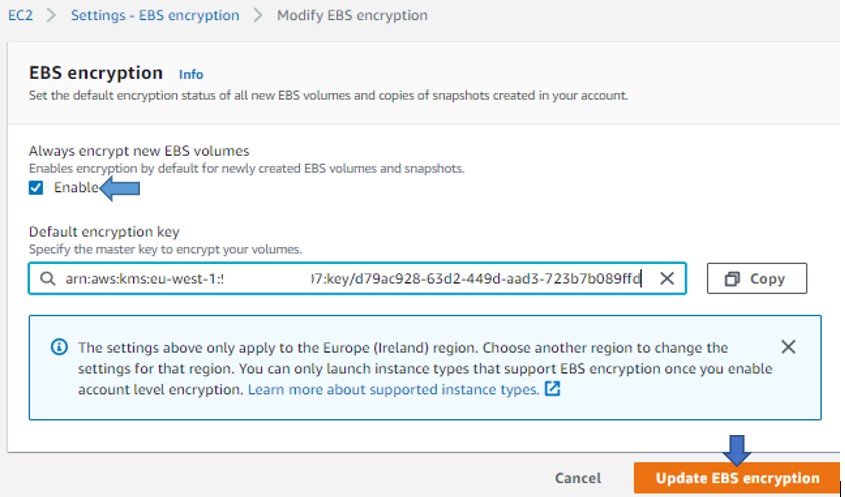 EC2 > Settings - EBS encryption > Modify EBS encryption
EBS encryption Info
Set the default encryption status of all new EBS volumes and copies of snapshots created in your account.
Always encrypt new EBS volumes
Enables encryption by default for newly created EBS volumes and snapshots.
Enable
Default encryption key
Specify the master key to encrypt your volumes.
arn:aws:kms:eu-west-1: 07:key/d79ac928-63d2-449d-aad3-723b7b089ffd Copy
The settings above only apply to the Europe (Ireland) region. Choose another region to change the
settings for that region. You can only launch instance types that support EBS encryption once you enable
account level encryption. Learn more about supported instance types.
Cancel Update EBS encryption